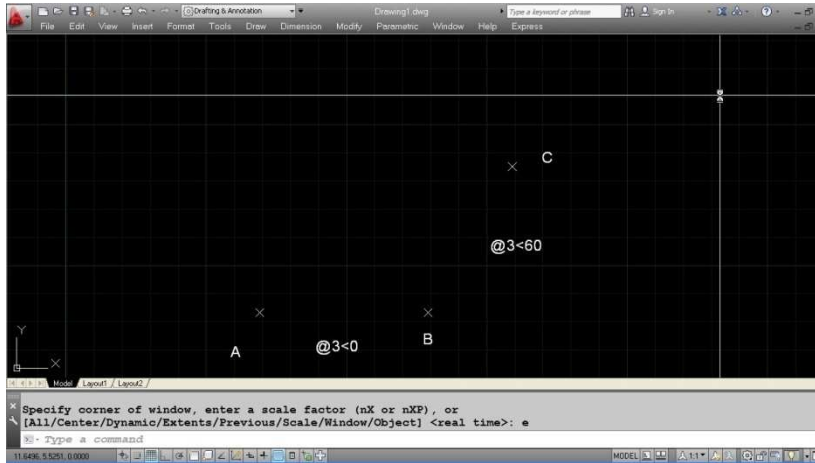 Drafting & Annotation
Drawing1.dwg
Type a keyword or phrase
Sign In
File Edit View Insert Format Tools Draw Dimension Modify Parametric Window Help Express
C
@3<60
A
@3<0
B
Y
Model Layout1 Layout2
Specify corner of window, enter a scale factor (nX or nXP), or
[All/Center/Dynamic/Extents/Previous/Scale/Window/Object] <real time>: e
Type a command
11.6496, 5.5251, 0.0000
MODEL
1:1